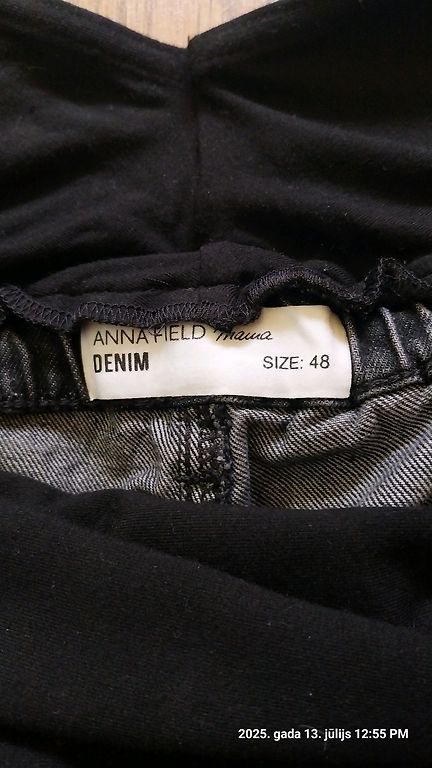 ANNA FIELD mama
DENIM SIZE: 48
2025. gada 13. jūlijs 12:55 PM